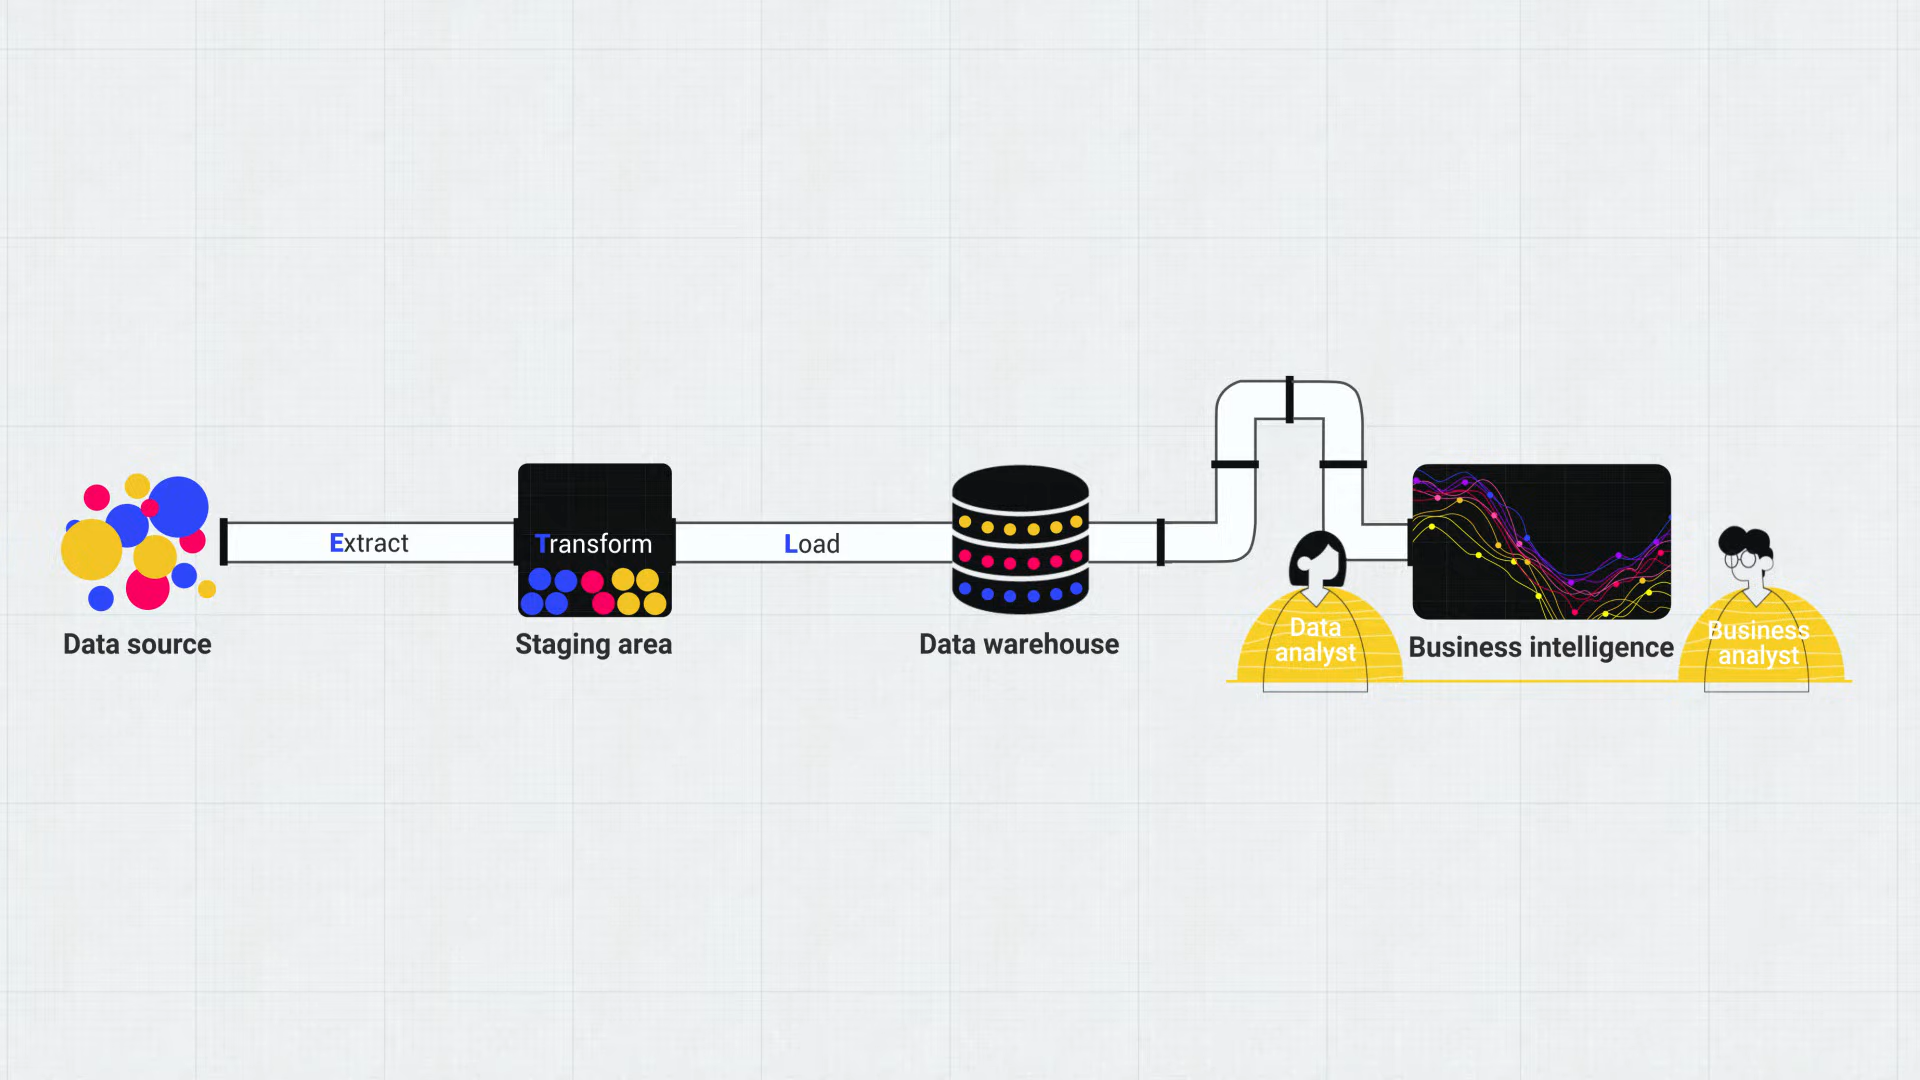 Extract
Transform
Load
Data source
Staging area
Data warehouse
Data
analyst
Business intelligence
Business
analyst